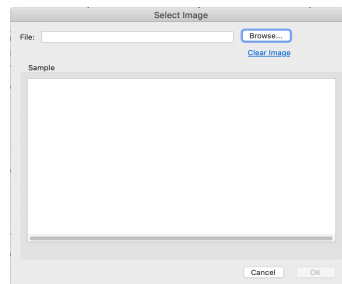 Select Image
File: Browse...
Clear Image
Sample
Cancel OK